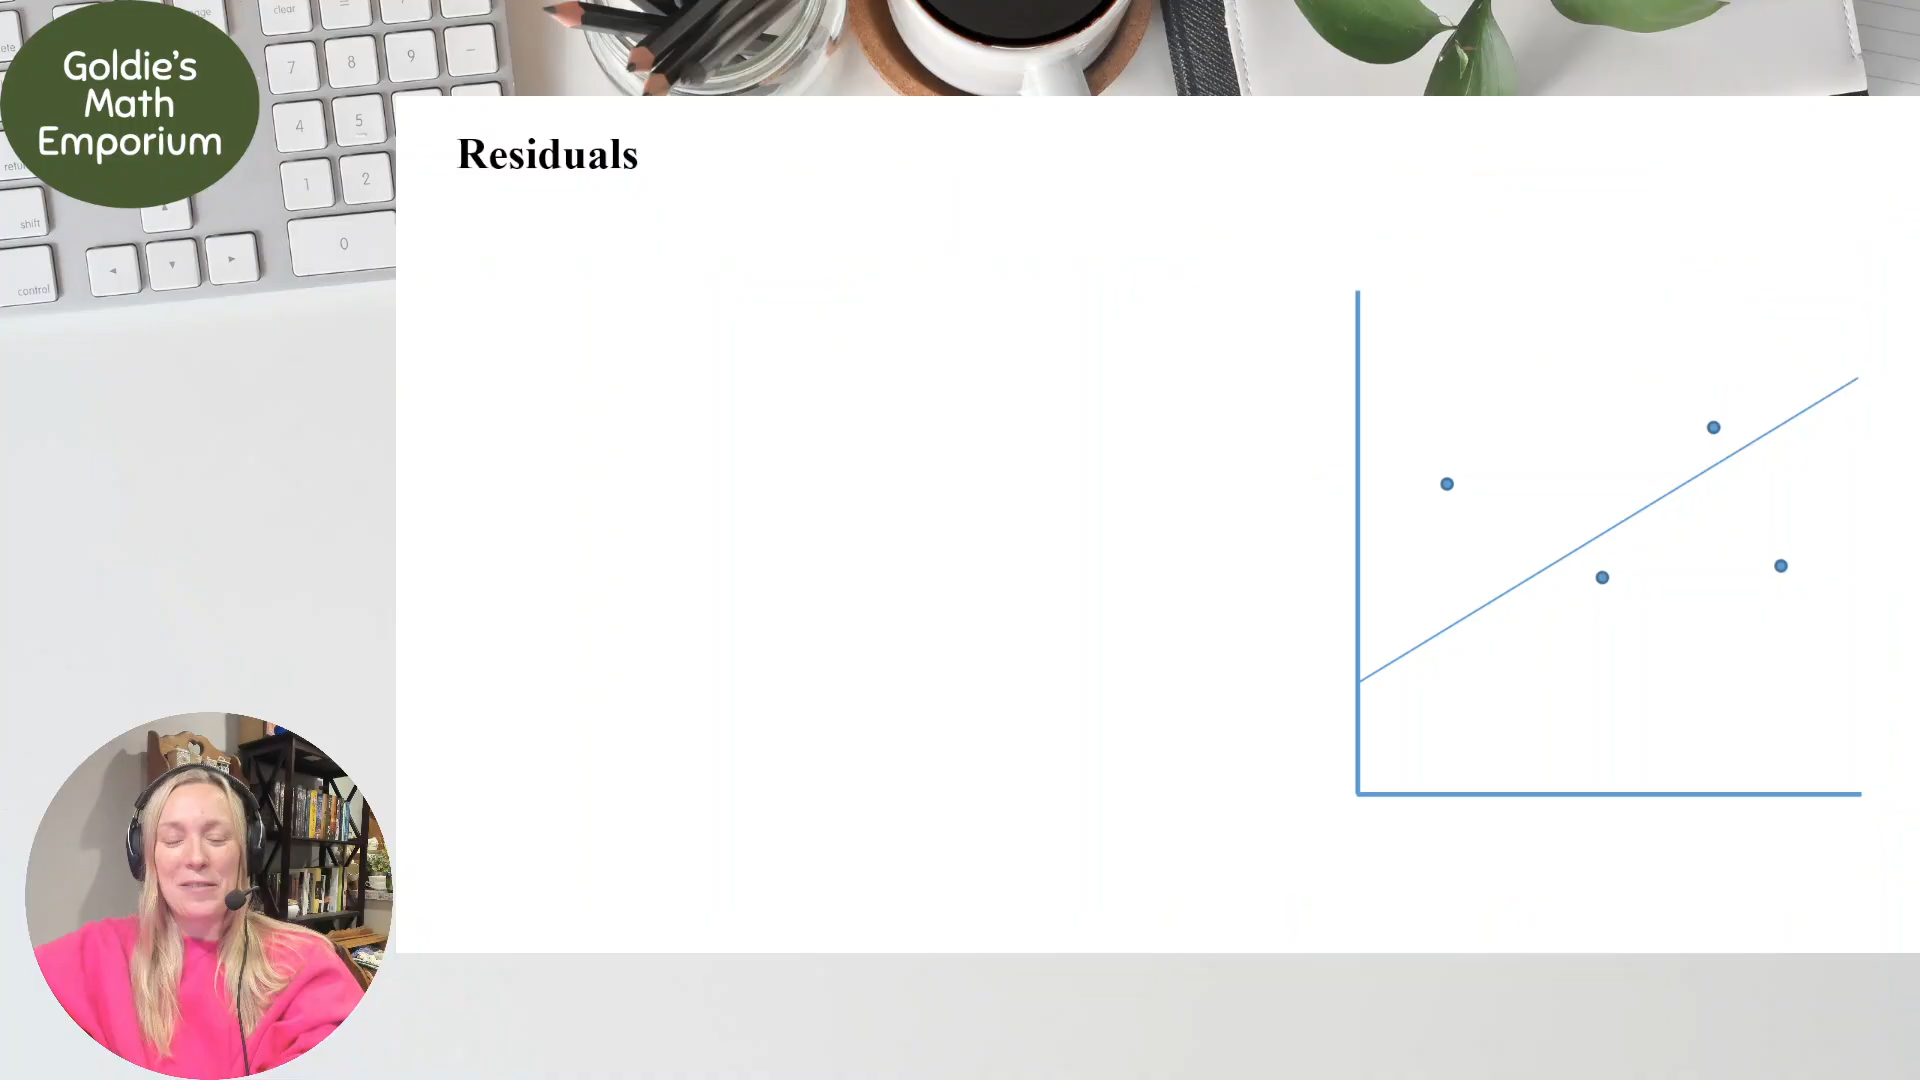 Goldie's
Math
Emporium
Residuals
clear
7
8
9
4
5
1
2
0
shift
control